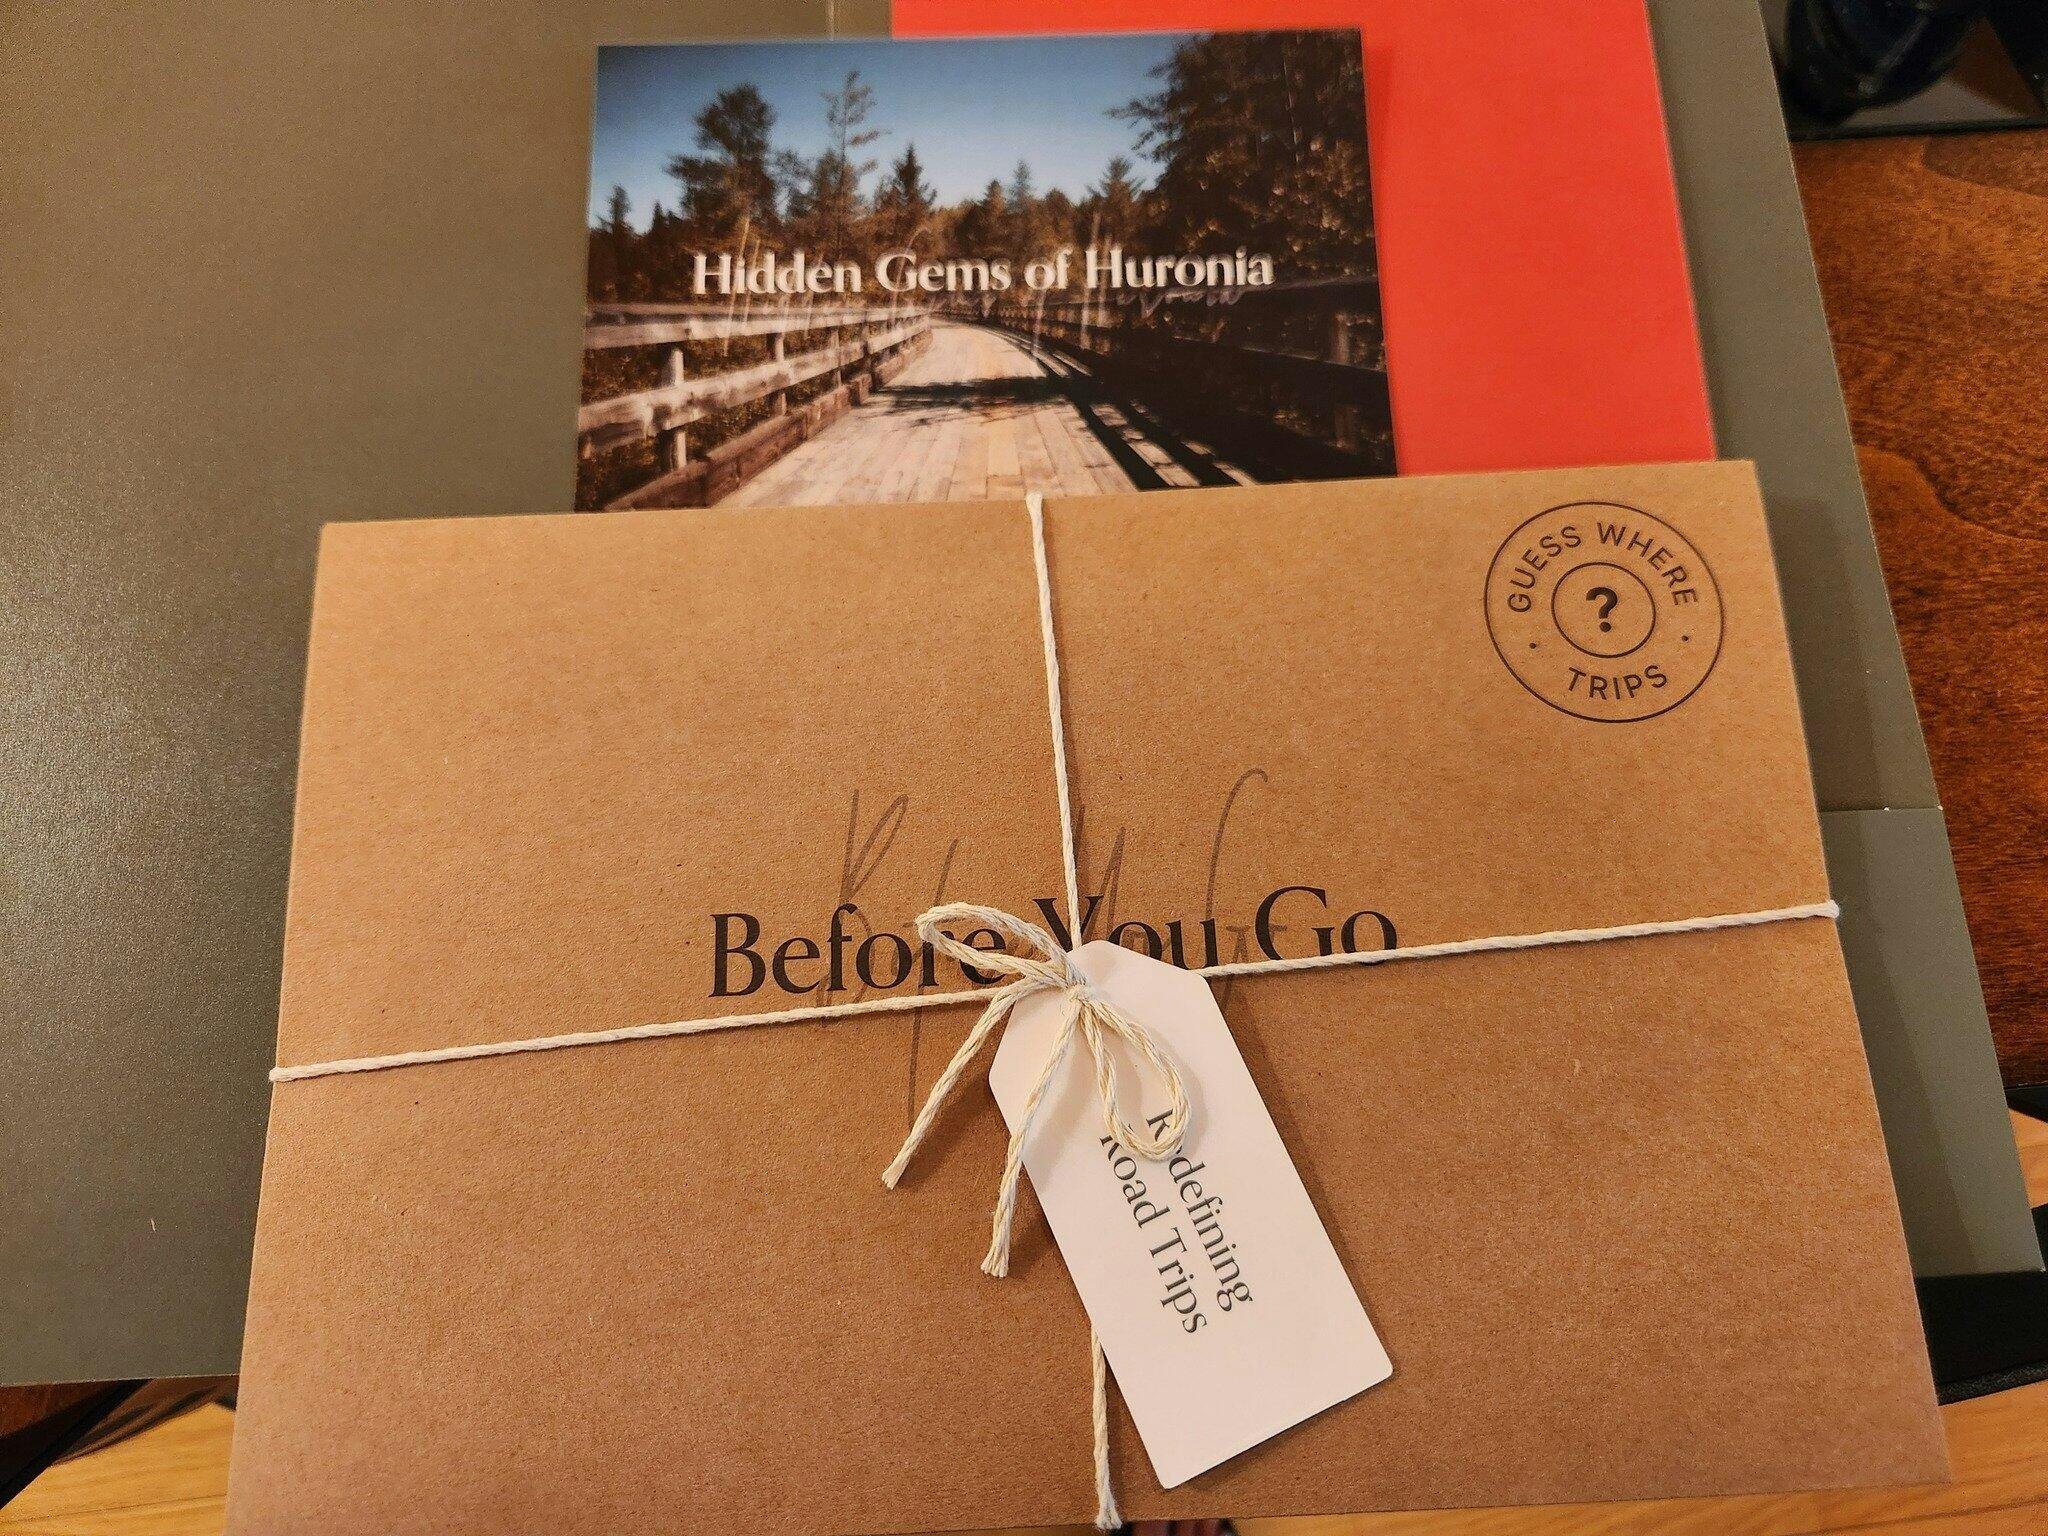 Hidden Gems of Huronia
GUESS WHERE
?
TRIPS
Before You Go
Redefining
Road Trips